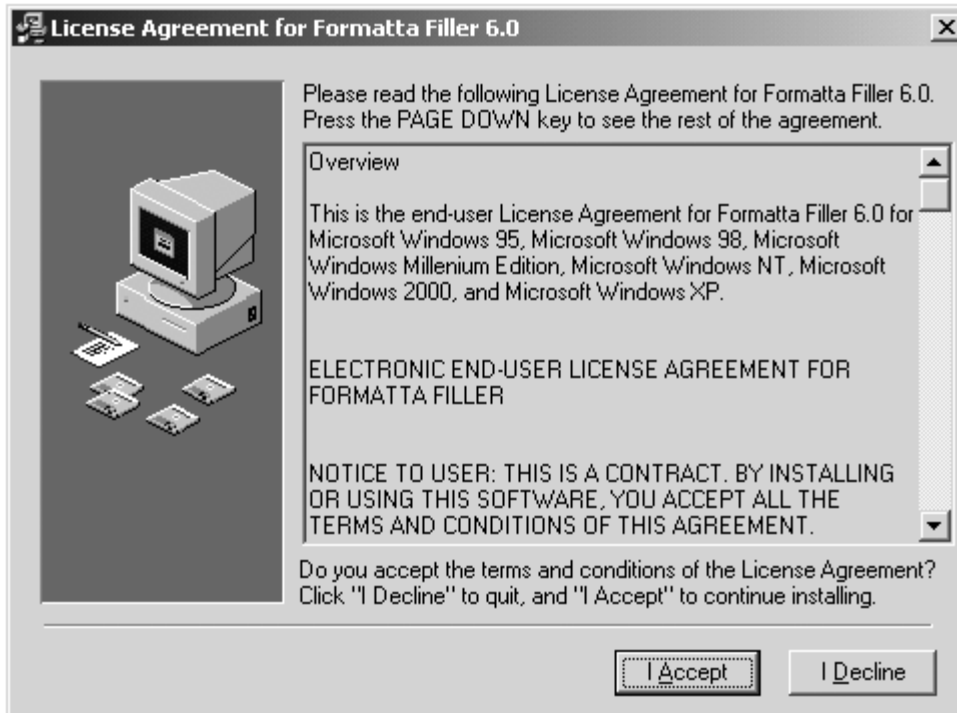 License Agreement for Formatta Filler 6.0
Please read the following License Agreement for Formatta Filler 6.0.
Press the PAGE DOWN key to see the rest of the agreement.
Overview
This is the end-user License Agreement for Formatta Filler 6.0 for
Microsoft Windows 95, Microsoft Windows 98, Microsoft
Windows Millenium Edition, Microsoft Windows NT, Microsoft
Windows 2000, and Microsoft Windows XP.
ELECTRONIC END-USER LICENSE AGREEMENT FOR
FORMATTA FILLER
NOTICE TO USER: THIS IS A CONTRACT. BY INSTALLING
OR USING THIS SOFTWARE, YOU ACCEPT ALL THE
TERMS AND CONDITIONS OF THIS AGREEMENT.
Do you accept the terms and conditions of the License Agreement?
Click "I Decline" to quit, and "I Accept" to continue installing.
I Accept
I Decline